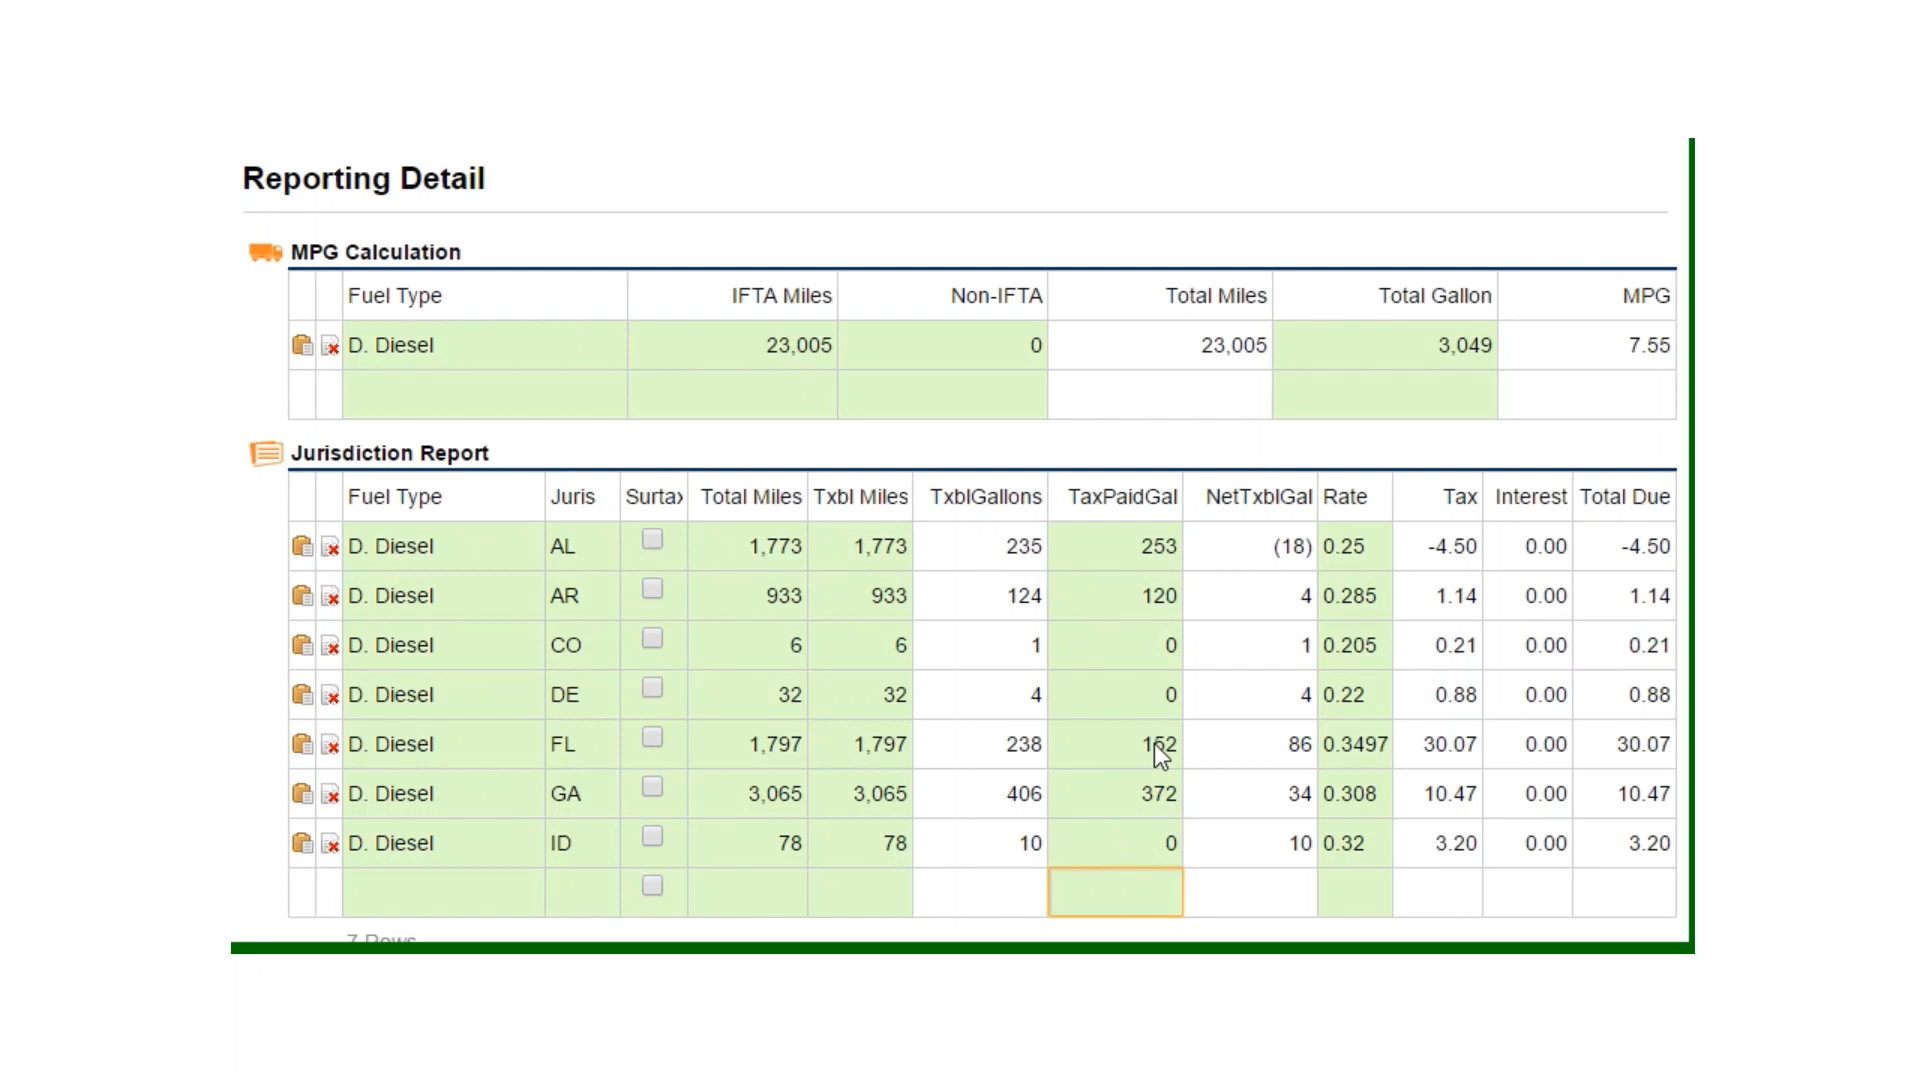 Reporting Detail
MPG Calculation
Fuel Type IFTA Miles Non-IFTA Total Miles Total Gallon MPG
D. Diesel 23,005 0 23,005 3,049 7.55
Jurisdiction Report
Fuel Type Juris Surtax Total Miles Txbl Miles TxblGallons TaxPaidGal NetTxblGal Rate Tax Interest Total Due
D. Diesel AL 1,773 1,773 235 253 (18) 0.25 -4.50 0.00 -4.50
D. Diesel AR 933 933 124 120 4 0.285 1.14 0.00 1.14
D. Diesel CO 6 6 1 0 1 0.205 0.21 0.00 0.21
D. Diesel DE 32 32 4 0 4 0.22 0.88 0.00 0.88
D. Diesel FL 1,797 1,797 238 152 86 0.3497 30.07 0.00 30.07
D. Diesel GA 3,065 3,065 406 372 34 0.308 10.47 0.00 10.47
D. Diesel ID 78 78 10 0 10 0.32 3.20 0.00 3.20
7 Rows